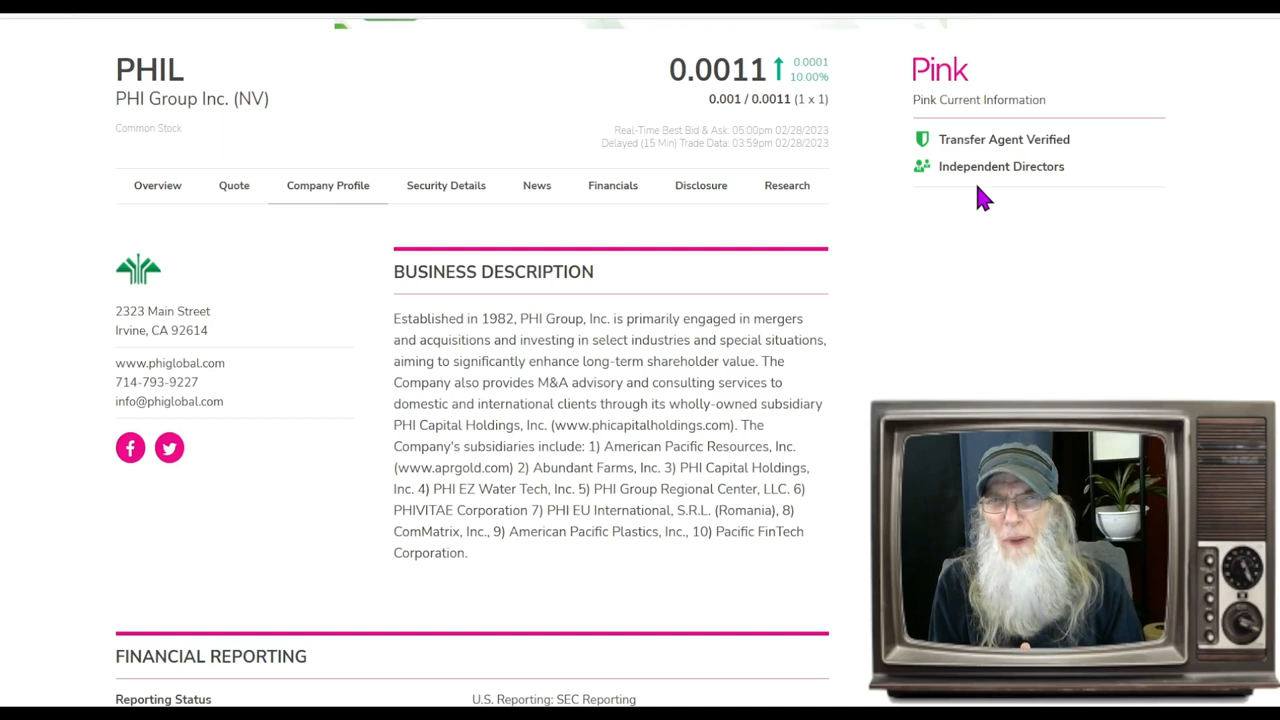 PHIL
PHI Group Inc. (NV)
Common Stock
0.0011
0.0001
10.00%
0.001 / 0.0011 (1 x 1)
Real-Time Best Bid & Ask: 05:00pm 02/28/2023
Delayed (15 Min) Trade Data: 03:59pm 02/28/2023
Pink
Pink Current Information
Transfer Agent Verified
Independent Directors
Overview Quote Company Profile Security Details News Financials Disclosure Research
2323 Main Street
Irvine, CA 92614
www.phiglobal.com
714-793-9227
info@phiglobal.com
BUSINESS DESCRIPTION
Established in 1982, PHI Group, Inc. is primarily engaged in mergers
and acquisitions and investing in select industries and special situations,
aiming to significantly enhance long-term shareholder value. The
Company also provides M&A advisory and consulting services to
domestic and international clients through its wholly-owned subsidiary
PHI Capital Holdings, Inc. (www.phicapitalholdings.com). The
Company's subsidiaries include: 1) American Pacific Resources, Inc.
(www.aprgold.com) 2) Abundant Farms, Inc. 3) PHI Capital Holdings,
Inc. 4) PHI EZ Water Tech, Inc. 5) PHI Group Regional Center, LLC. 6)
PHIVITAE Corporation 7) PHI EU International, S.R.L. (Romania), 8)
ComMatrix, Inc., 9) American Pacific Plastics, Inc., 10) Pacific FinTech
Corporation.
FINANCIAL REPORTING
Reporting Status U.S. Reporting: SEC Reporting